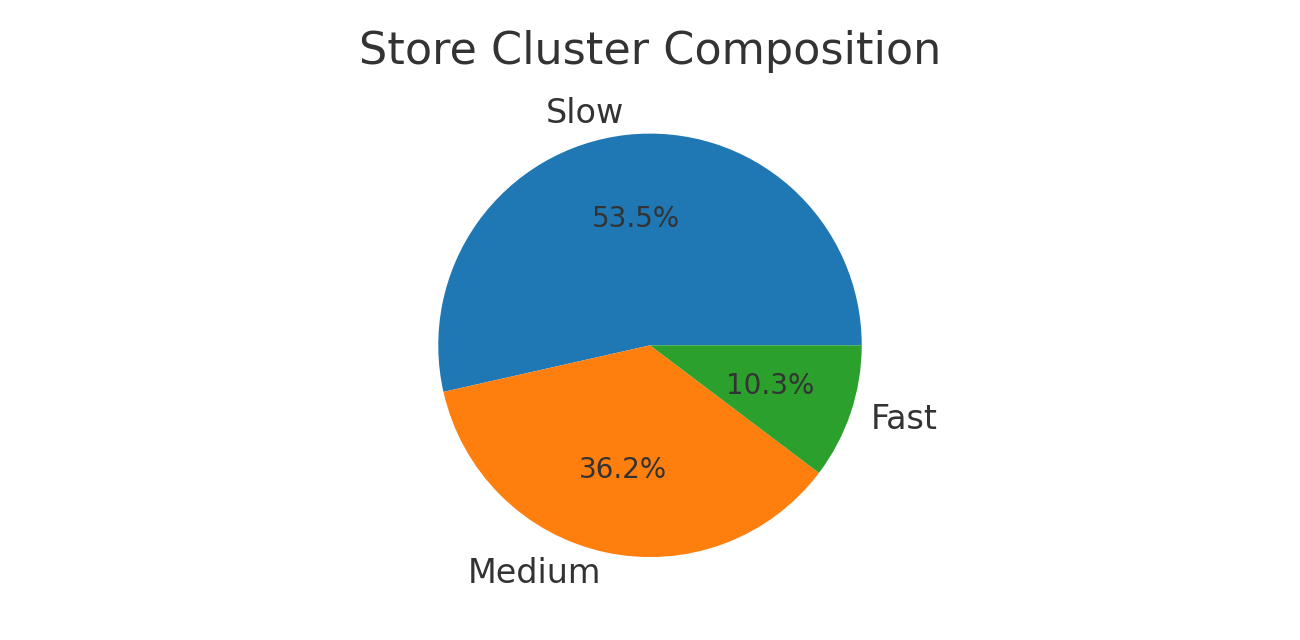 Store Cluster Composition
Slow
53.5%
10.3%
Fast
36.2%
Medium